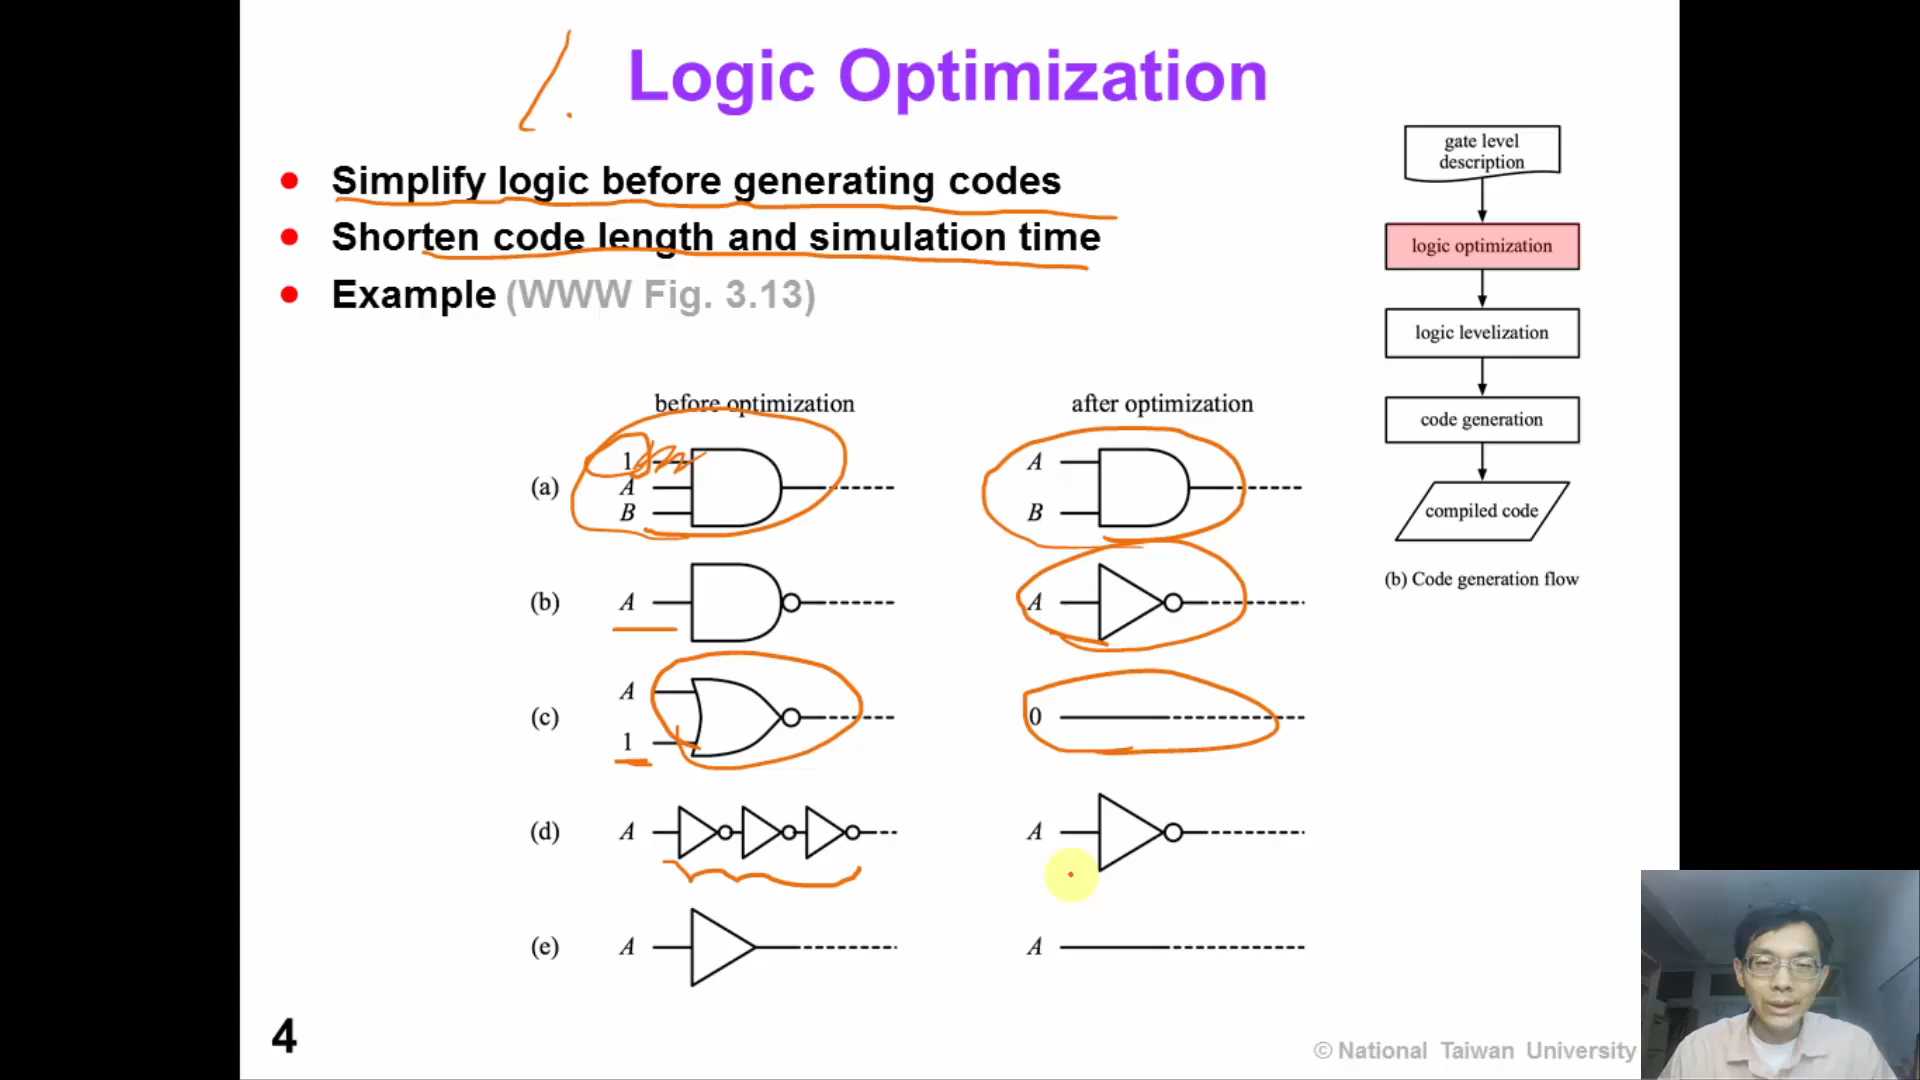 1.
Logic Optimization
Simplify logic before generating codes
Shorten code length and simulation time
Example (WWW Fig. 3.13)
before optimization
after optimization
(a)
1
A
B
A
B
(b)
A
A
(c)
A
1
0
(d)
A
A
(e)
A
A
gate level
description
logic optimization
logic levelization
code generation
compiled code
(b) Code generation flow
4
© National Taiwan University